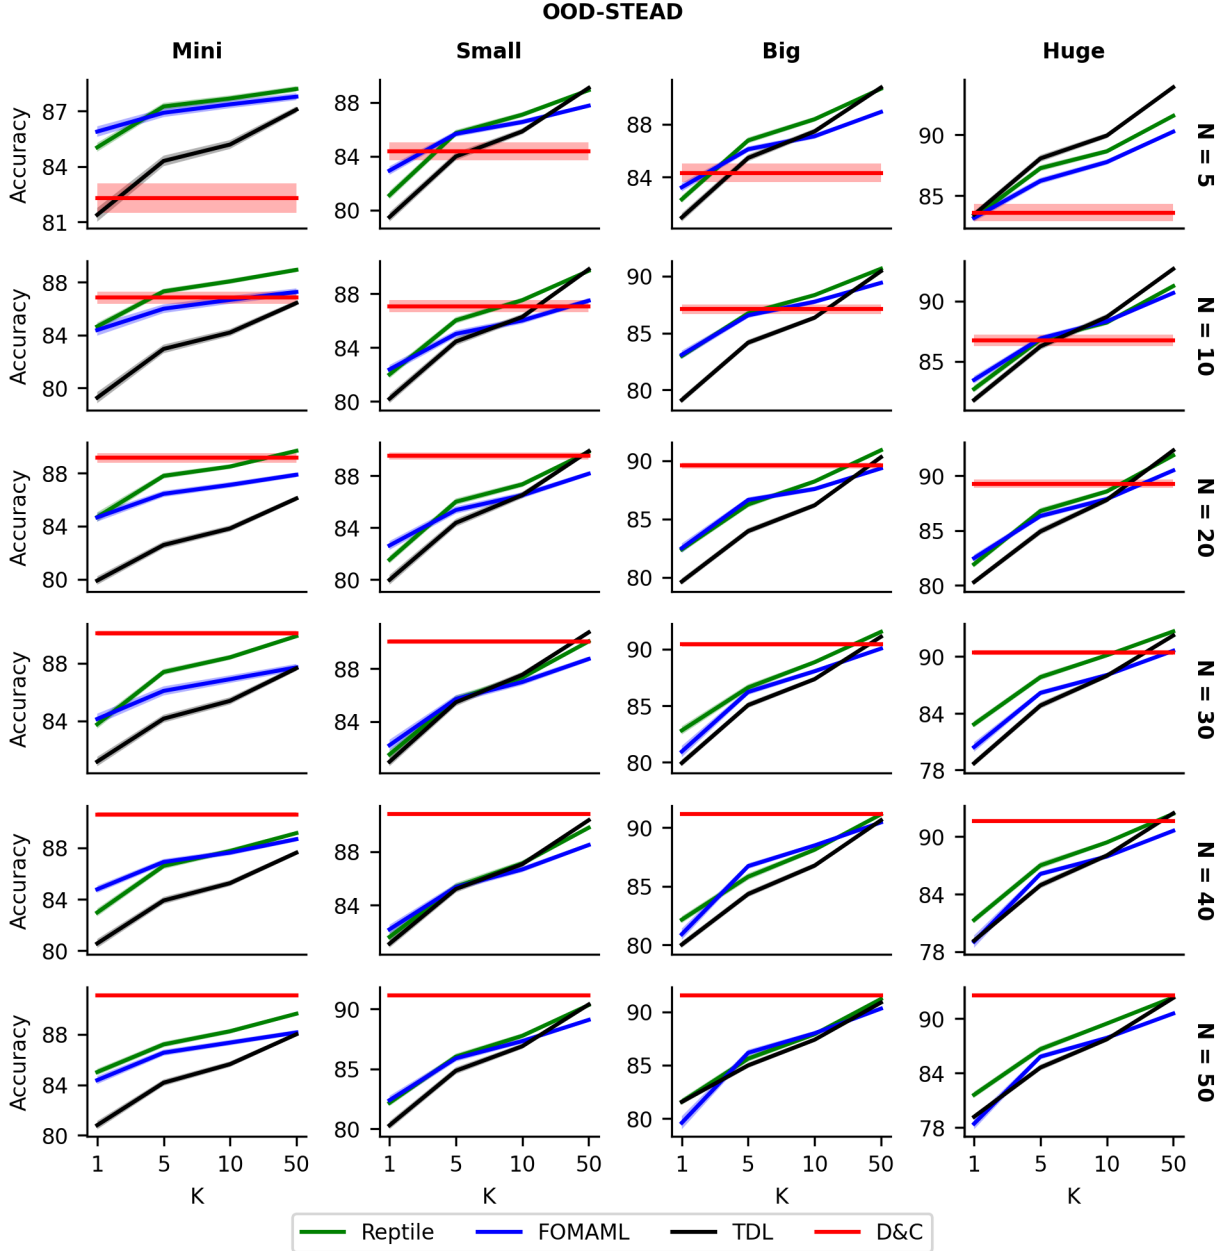 OOD-STEAD
Mini Small Big Huge
Accuracy 87 84 81
88 84 80
88 84
90 85
N = 5
Accuracy 88 84 80
88 84 80
90 85 80
90 85
N = 10
Accuracy 88 84 80
88 84 80
90 85 80
90 85 80
N = 20
Accuracy 88 84
88 84
90 85 80
90 84 78
N = 30
Accuracy 88 84 80
88 84
90 85 80
90 84 78
N = 40
Accuracy 88 84 80
90 85 80
90 85 80
90 84 78
N = 50
1 5 10 50 1 5 10 50 1 5 10 50 1 5 10 50
K K K K
Reptile FOMAML TDL D&C